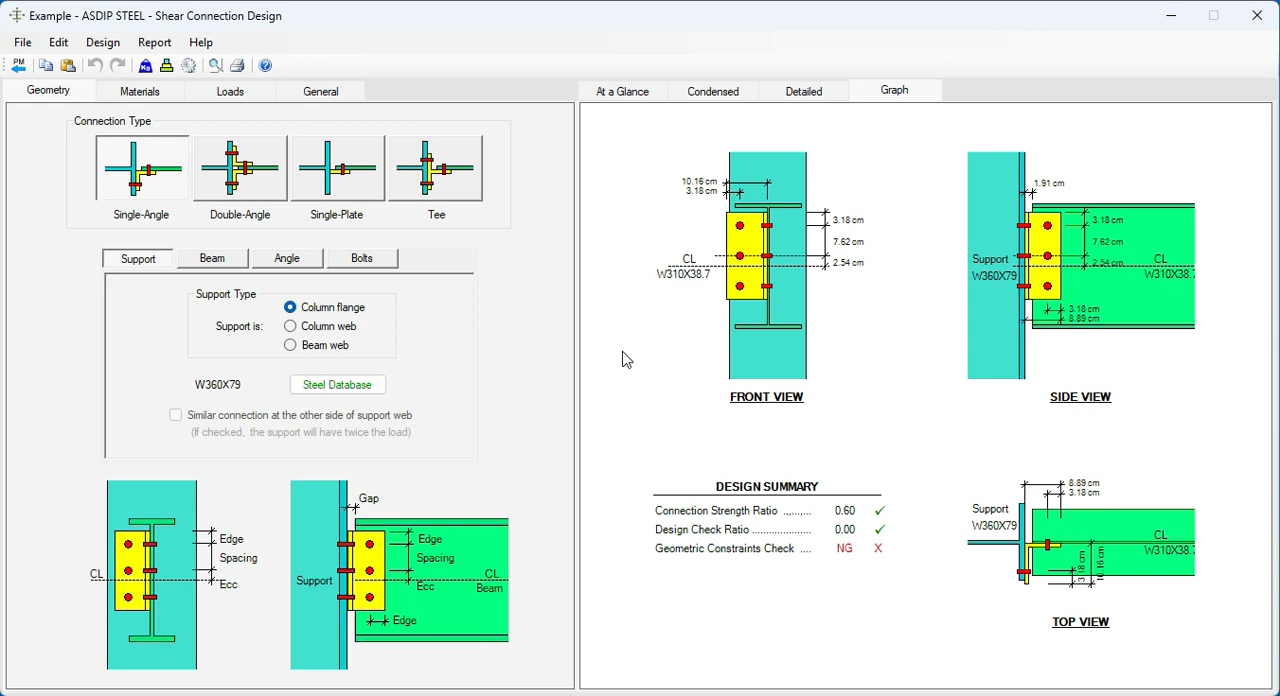 Example - ASDIP STEEL - Shear Connection Design
File Edit Design Report Help
PM Kg
Geometry Materials Loads General
At a Glance Condensed Detailed Graph
Connection Type
Single-Angle Double-Angle Single-Plate Tee
Support Beam Angle Bolts
Support Type
Support is:
Column flange
Column web
Beam web
W360X79 Steel Database
Similar connection at the other side of support web
(If checked, the support will have twice the load)
Edge
Spacing
CL
Ecc
Gap
Edge
Spacing
Support
CL
Ecc
Beam
Edge
10.16 cm
3.18 cm
3.18 cm
7.62 cm
CL
2.54 cm
W310X38.7
FRONT VIEW
1.91 cm
3.18 cm
7.62 cm
Support
2.54 cm
CL
W360X79
W310X38.7
3.18 cm
8.89 cm
SIDE VIEW
DESIGN SUMMARY
Connection Strength Ratio ........ 0.60 ✓
Design Check Ratio ............... 0.00 ✓
Geometric Constraints Check .... NG X
8.89 cm
3.18 cm
Support
W360X79
CL
W310X38.7
3.18 cm
10.16 cm
TOP VIEW